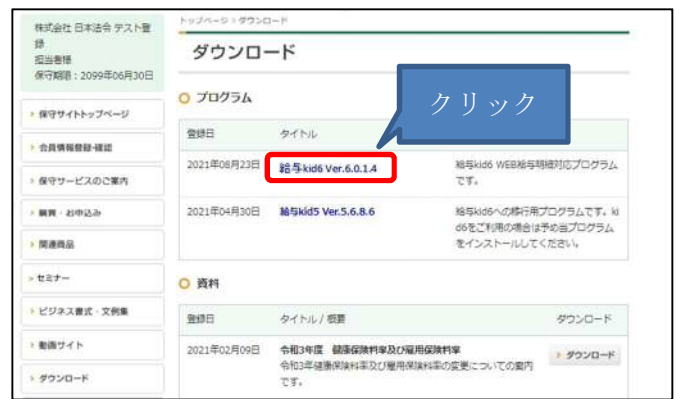 株式会社 日本法令 テスト登
録
担当者様
保守期限：2099年06月30日
保守サイトトップページ
会員情報登録・確認
保守サービスのご案内
購買・お申込み
関連商品
セミナー
ビジネス書式・文例集
動画サイト
ダウンロード
トップページ > ダウンロード
ダウンロード
プログラム
クリック
登録日 タイトル
2021年08月23日 給与kid6 Ver.6.0.1.4 給与kid6 WEB給与明細対応プログラム
です。
2021年04月30日 給与kid5 Ver.5.6.8.6 給与kid6への移行用プログラムです。ki
d6をご利用の場合は予め当プログラム
をインストールしてください。
資料
登録日 タイトル / 概要 ダウンロード
2021年02月09日 令和3年度 健康保険料率及び雇用保険料率 ダウンロード
令和3年健康保険料率及び雇用保険料率の変更についての案内
です。